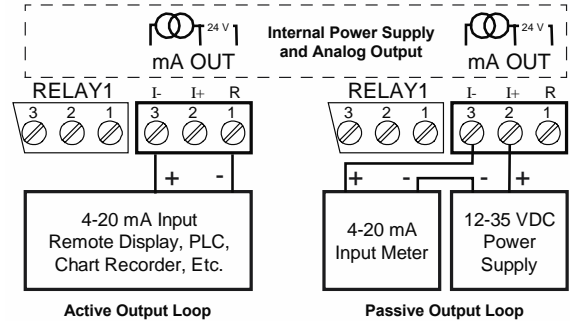 24 V
Internal Power Supply
and Analog Output
24 V
mA OUT
mA OUT
RELAY1
I- I+ R
RELAY1
I- I+ R
3 2 1
3 2 1
3 2 1
3 2 1
+ -
+ - - +
4-20 mA Input
Remote Display, PLC,
Chart Recorder, Etc.
4-20 mA
Input Meter
12-35 VDC
Power
Supply
Active Output Loop
Passive Output Loop